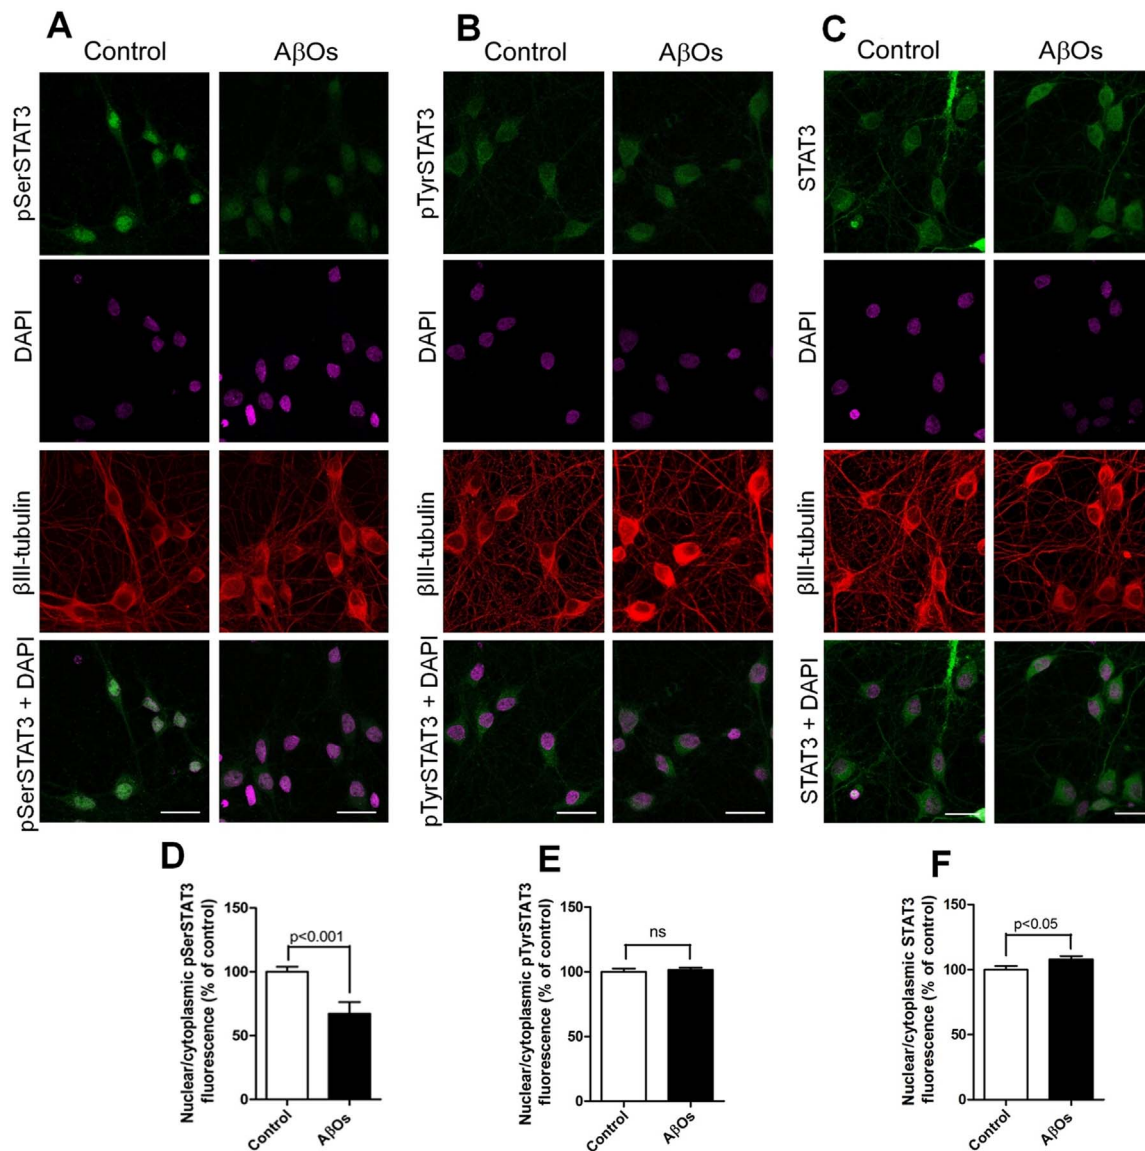 A
B
C
Control
AβOs
Control
AβOs
Control
AβOs
pSerSTAT3
pTyrSTAT3
STAT3
DAPI
DAPI
DAPI
βIII-tubulin
βIII-tubulin
βIII-tubulin
pSerSTAT3 + DAPI
pTyrSTAT3 + DAPI
STAT3 + DAPI
D
Nuclear/cytoplasmic pSerSTAT3
fluorescence (% of control)
150
100
50
0
p<0.001
Control
AβOs
E
Nuclear/cytoplasmic pTyrSTAT3
fluorescence (% of control)
150
100
50
0
ns
Control
AβOs
F
Nuclear/cytoplasmic STAT3
fluorescence (% of control)
150
100
50
0
p<0.05
Control
AβOs